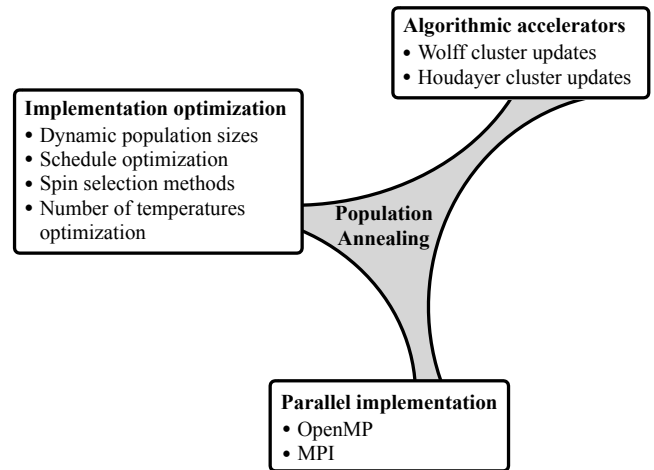 Algorithmic accelerators
• Wolff cluster updates
• Houdayer cluster updates
Implementation optimization
• Dynamic population sizes
• Schedule optimization
• Spin selection methods
• Number of temperatures
optimization
Population
Annealing
Parallel implementation
• OpenMP
• MPI